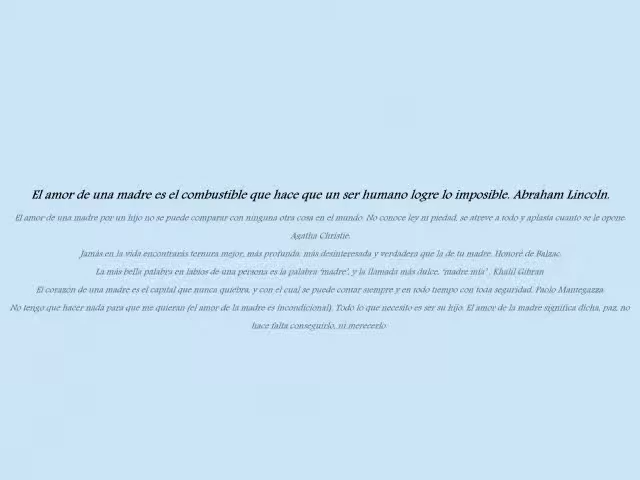 El amor de una madre es el combustible que hace que un ser humano logre lo imposible. Abraham Lincoln.
El amor de una madre por un hijo no se puede comparar con ninguna otra cosa en el mundo. No conoce ley ni piedad, se atreve a todo y aplasta cuanto se le opone.
Agatha Christie.
Jamás en la vida encontrarás ternura mejor, más profunda, más desinteresada y verdadera que la de tu madre. Honoré de Balzac.
La más bella palabra en labios de una persona es la palabra "madre", y la llamada más dulce, "madre mía" . Khalil Gibran
El corazón de una madre es el capital que nunca quiebra, y con el cual se puede contar siempre y en todo tiempo con toda seguridad. Paolo Mantegazza
No tengo que hacer nada para que me quieran (el amor de la madre es incondicional). Todo lo que necesito es ser su hijo. El amor de la madre significa dicha, paz, no
hace falta conseguirlo, ni merecerlo